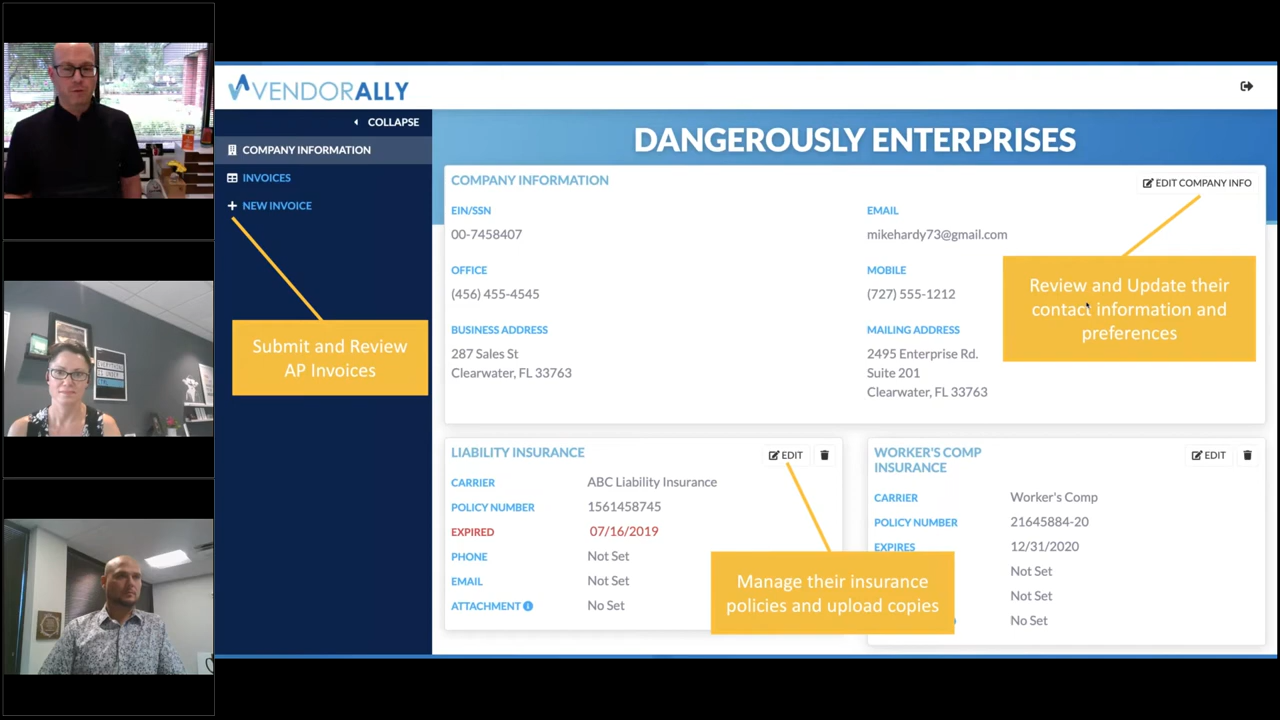 VENDORALLY
COLLAPSE
COMPANY INFORMATION
INVOICES
NEW INVOICE
Submit and Review
AP Invoices
DANGEROUSLY ENTERPRISES
COMPANY INFORMATION
EDIT COMPANY INFO
EIN/SSN
00-7458407
EMAIL
mikehardy73@gmail.com
OFFICE
(456) 455-4545
MOBILE
(727) 555-1212
BUSINESS ADDRESS
287 Sales St
Clearwater, FL 33763
MAILING ADDRESS
2495 Enterprise Rd.
Suite 201
Clearwater, FL 33763
Review and Update their
contact information and
preferences
LIABILITY INSURANCE
EDIT
CARRIER
ABC Liability Insurance
POLICY NUMBER
1561458745
EXPIRED
07/16/2019
PHONE
Not Set
EMAIL
Not Set
ATTACHMENT
No Set
Manage their insurance
policies and upload copies
WORKER'S COMP
INSURANCE
EDIT
CARRIER
Worker's Comp
POLICY NUMBER
21645884-20
EXPIRES
12/31/2020
Not Set
Not Set
No Set